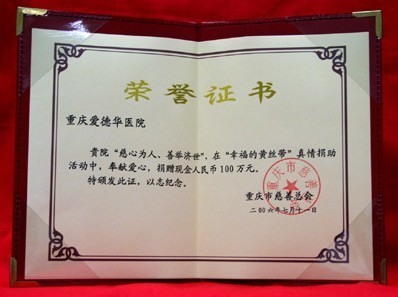 荣誉证书
重庆爱德华医院
贵院“慈心为人、善举济世”，在“幸福的黄丝带”真情捐助
活动中，奉献爱心，捐赠现金人民币100万元。
特颁发此证，以志纪念。
重庆市慈善总会
二00六年七月十一日